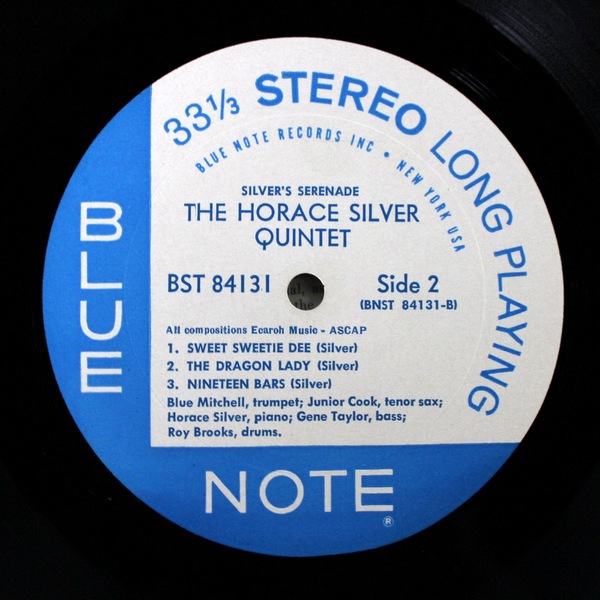 33⅓ STEREO LONG PLAYING
BLUE NOTE RECORDS INC • NEW YORK USA
SILVER'S SERENADE
THE HORACE SILVER
QUINTET
BST 84131
Side 2
(BNST 84131-B)
All compositions Ecaroh Music - ASCAP
1. SWEET SWEETIE DEE (Silver)
2. THE DRAGON LADY (Silver)
3. NINETEEN BARS (Silver)
Blue Mitchell, trumpet; Junior Cook, tenor sax;
Horace Silver, piano; Gene Taylor, bass;
Roy Brooks, drums.
BLUE
NOTE
®